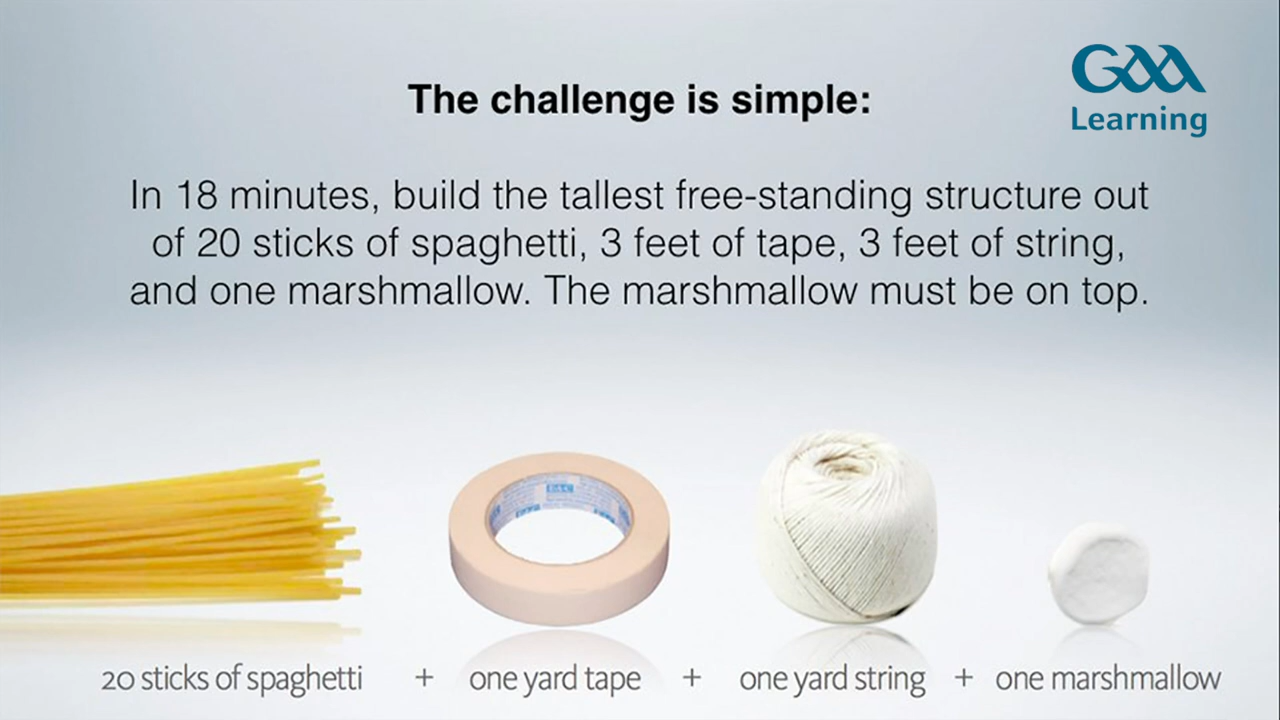 GAA
Learning
The challenge is simple:
In 18 minutes, build the tallest free-standing structure out
of 20 sticks of spaghetti, 3 feet of tape, 3 feet of string,
and one marshmallow. The marshmallow must be on top.
20 sticks of spaghetti + one yard tape + one yard string + one marshmallow